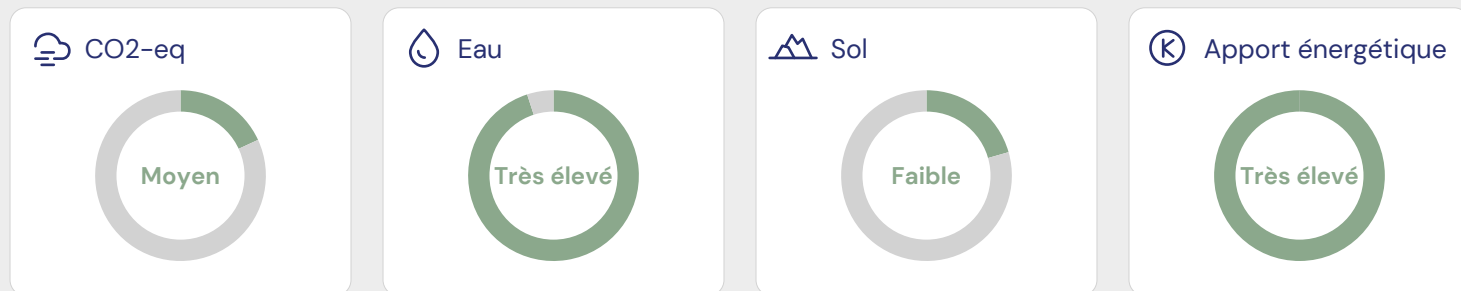 CO2-eq
Moyen
Eau
Très élevé
Sol
Faible
Apport énergétique
Très élevé